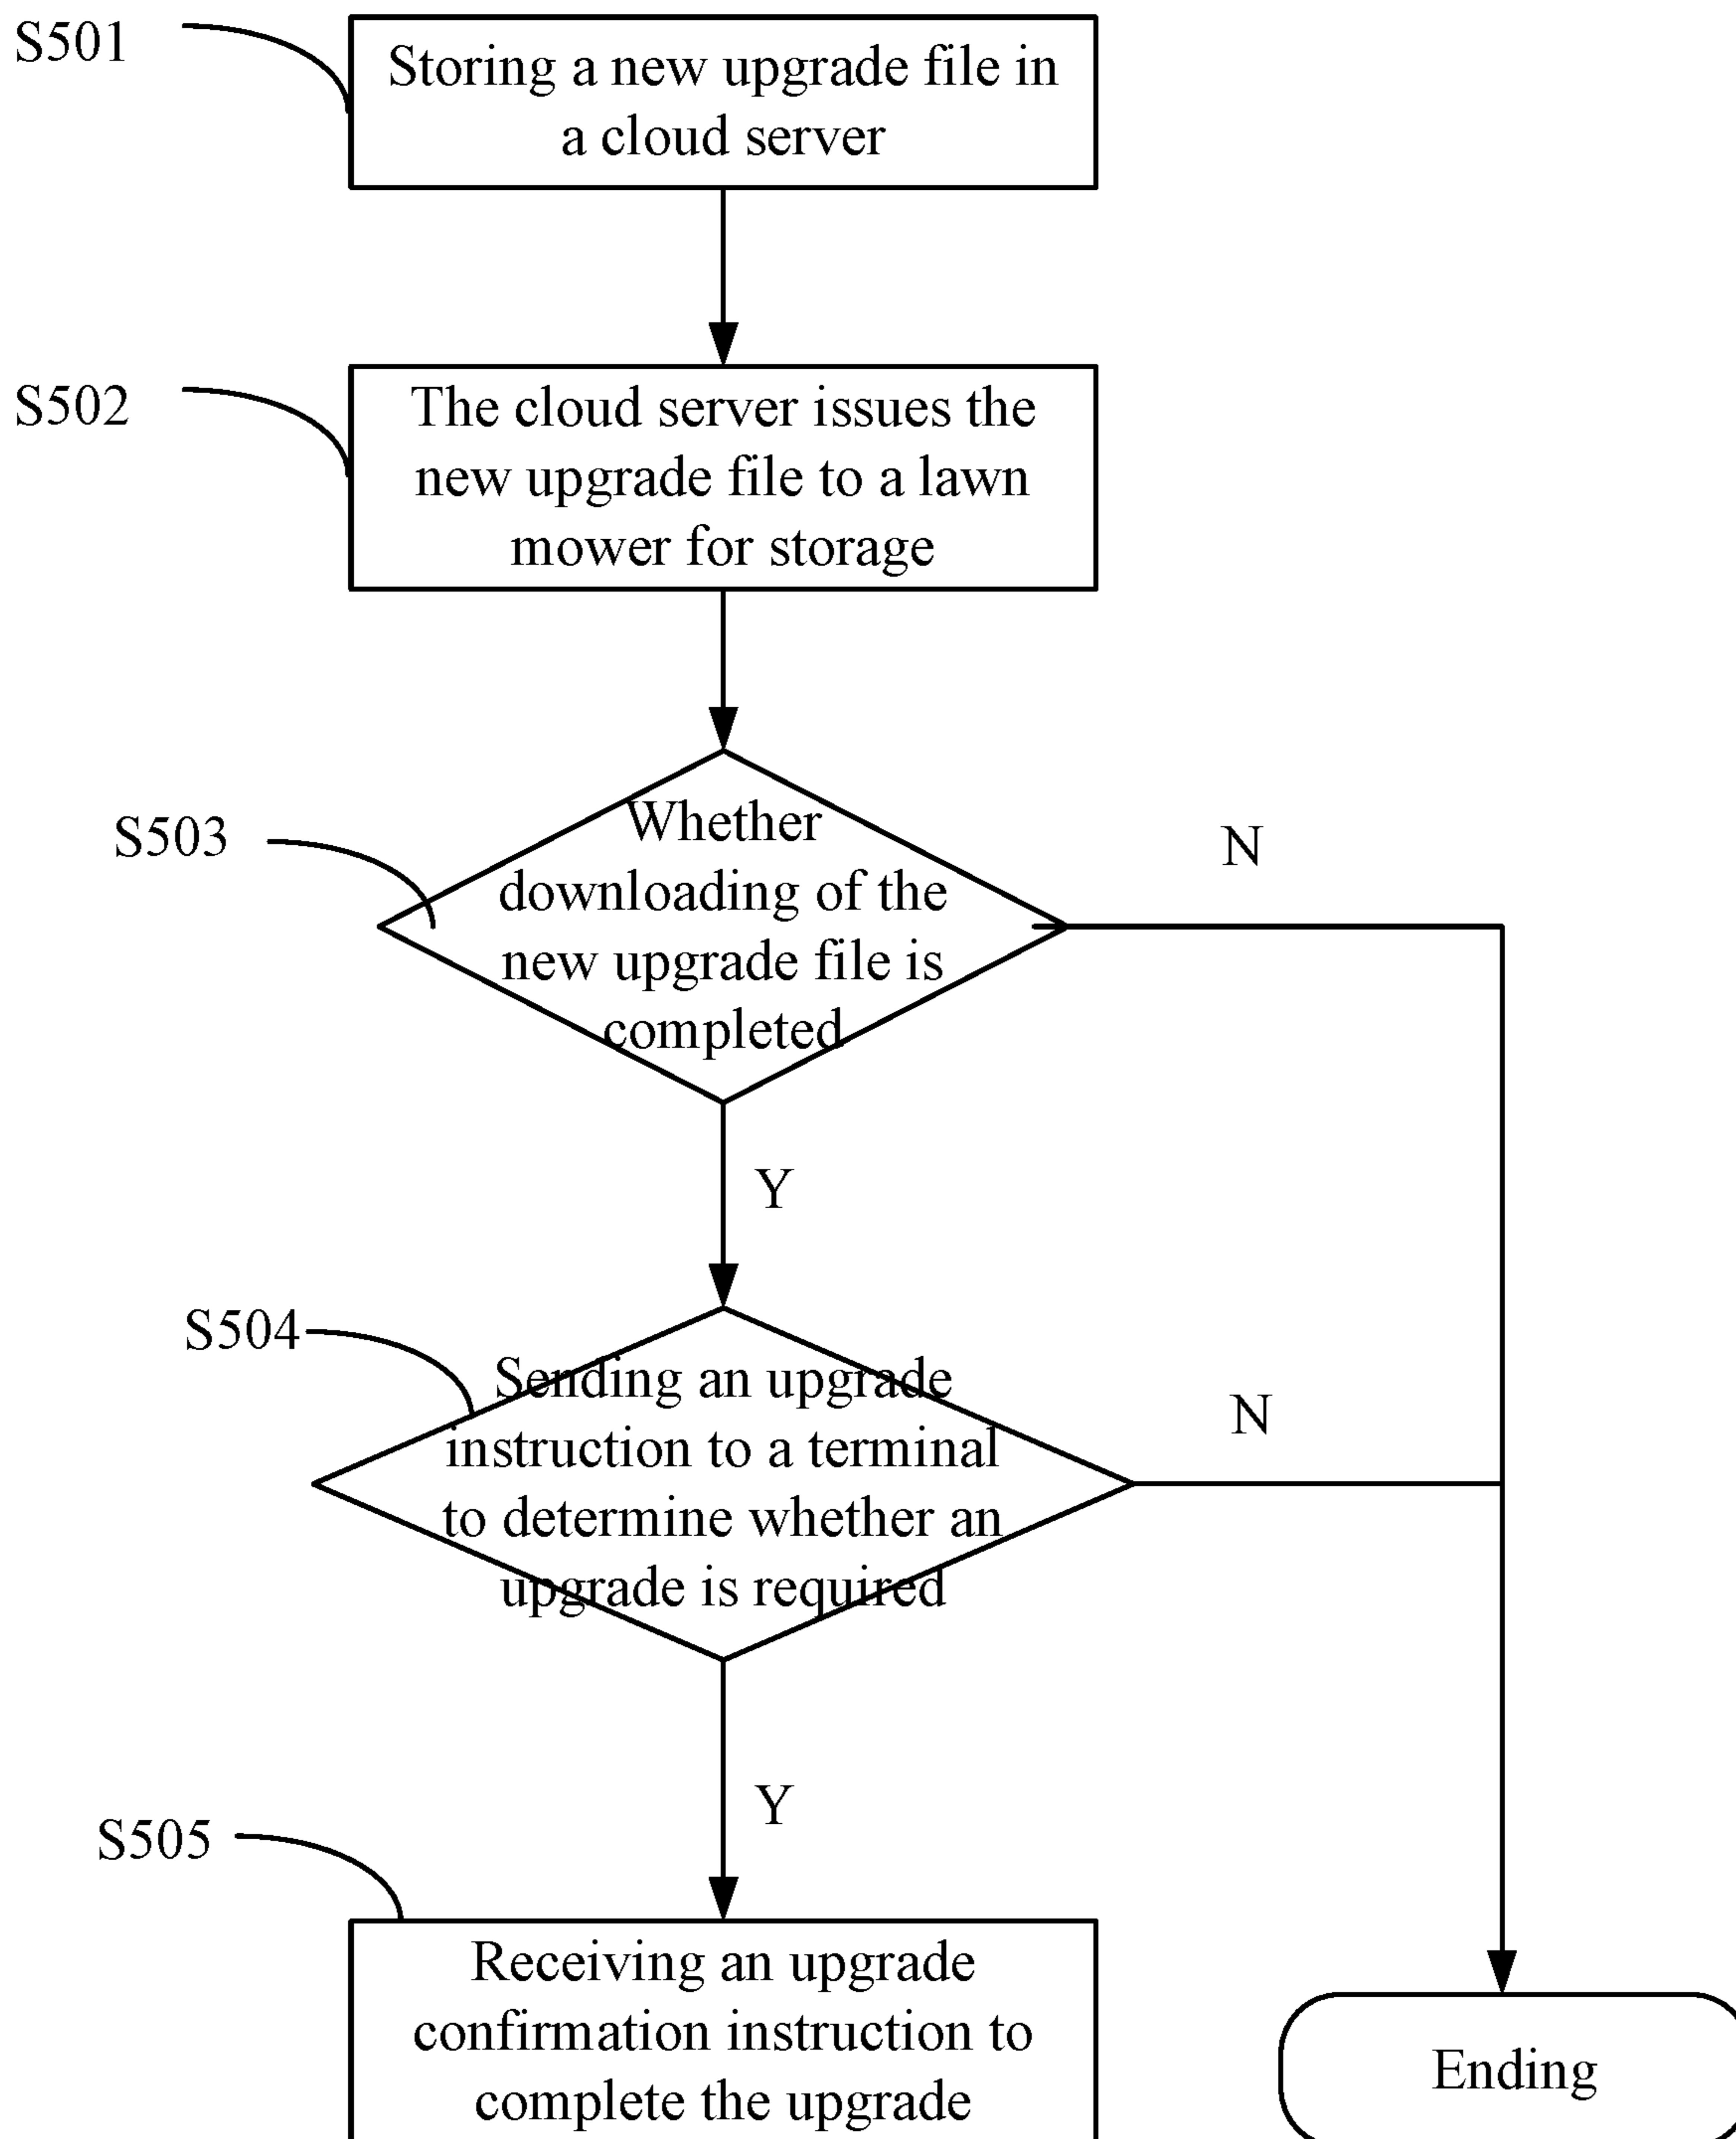 S501
Storing a new upgrade file in
a cloud server
S502
The cloud server issues the
new upgrade file to a lawn
mower for storage
S503
Whether
downloading of the
new upgrade file is
completed
N
Y
S504
Sending an upgrade
instruction to a terminal
to determine whether an
upgrade is required
N
Y
S505
Receiving an upgrade
confirmation instruction to
complete the upgrade
Ending